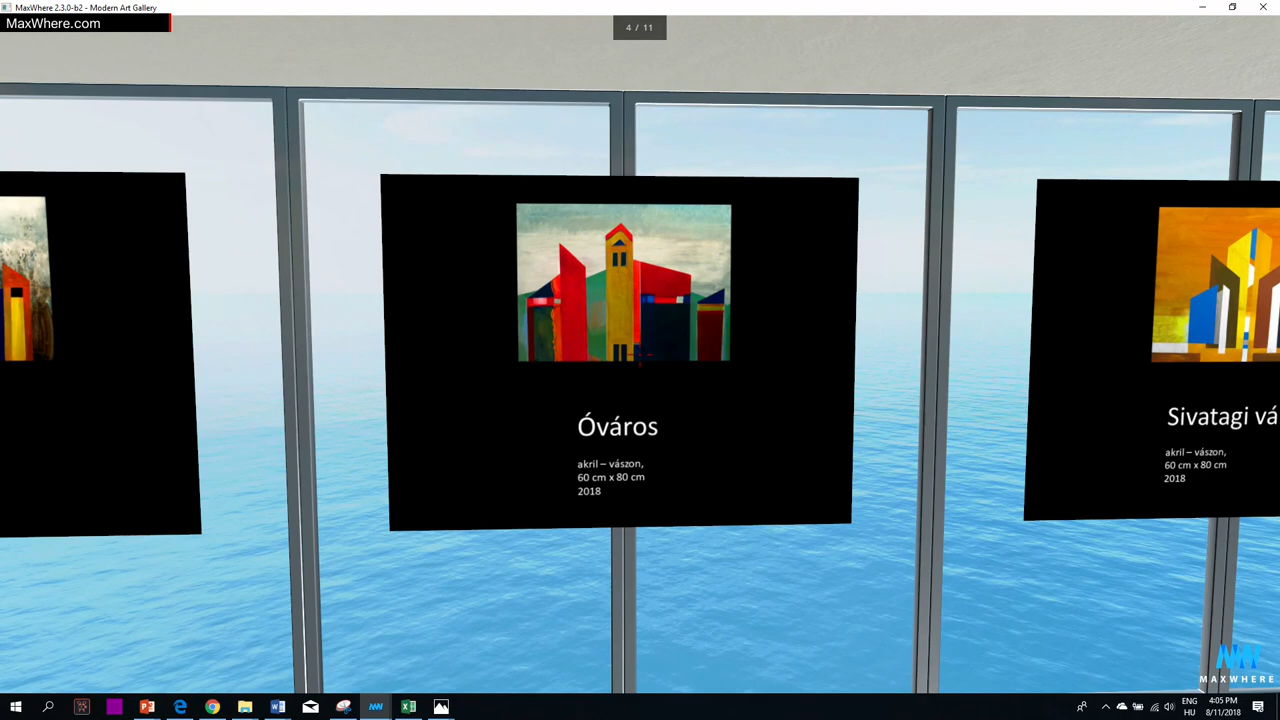 MaxWhere 2.3.0-b2 - Modern Art Gallery
MaxWhere.com
4 / 11
Óváros
akril – vászon,
60 cm x 80 cm
2018
Sivatagi vá
akril – vászon,
60 cm x 80 cm
2018
MAXWHERE
ENG
HU
4:05 PM
8/11/2018